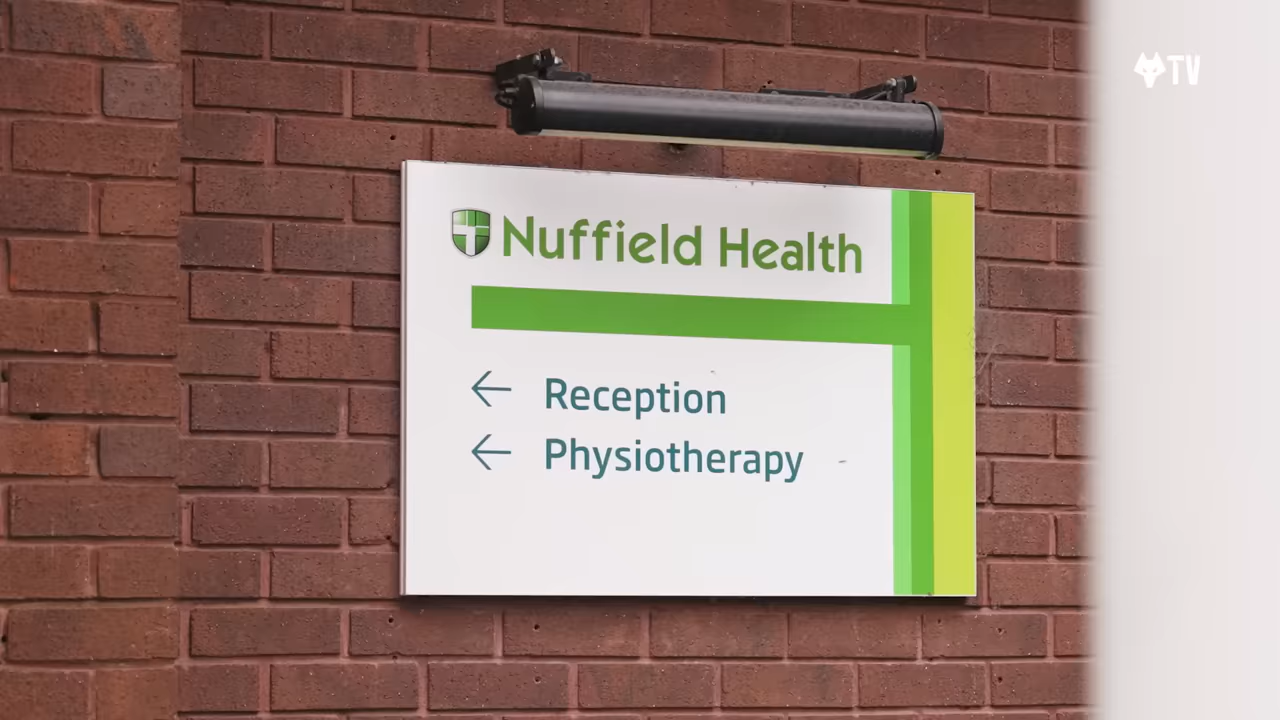 TV
Nuffield Health
← Reception
← Physiotherapy